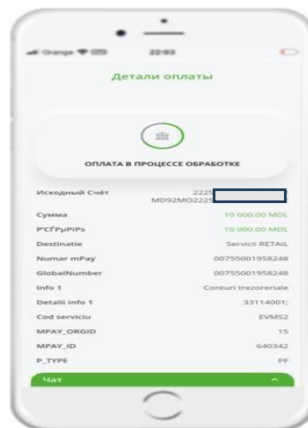 Orange 22:03
Детали оплаты
ОПЛАТА В ПРОЦЕССЕ ОБРАБОТКЕ
Исходный Счёт 2225
MD92MO2225
Сумма 10 000.00 MDL
РЎСЃРµРіРѕ 10 000.00 MDL
Destinatie Servicii RETAIL
Numar mPay 00755001958248
GlobalNumber 00755001958248
Info 1 Conturi trezoreriale
Detalii info 1 33114001;
Cod serviciu EVMS2
MPAY_ORGID 15
MPAY_ID 640342
P_TYPE PF
Чат